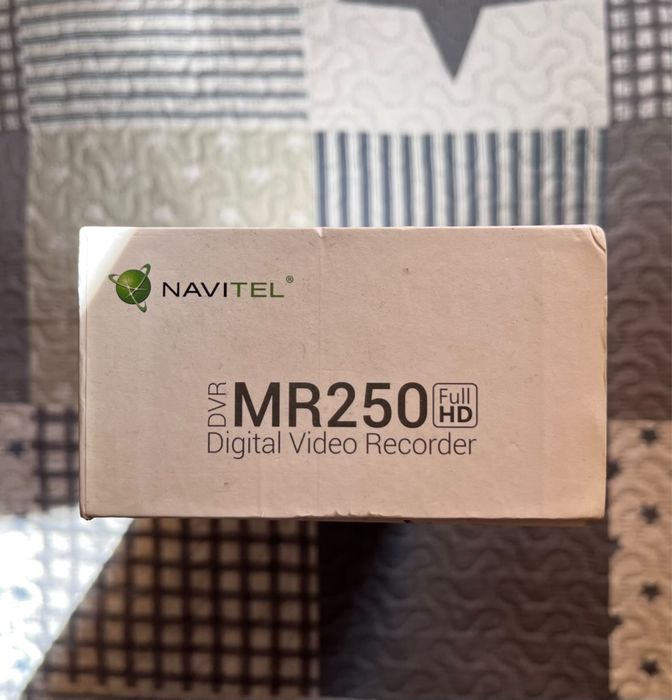 NAVITEL®
DVR MR250 Full HD
Digital Video Recorder